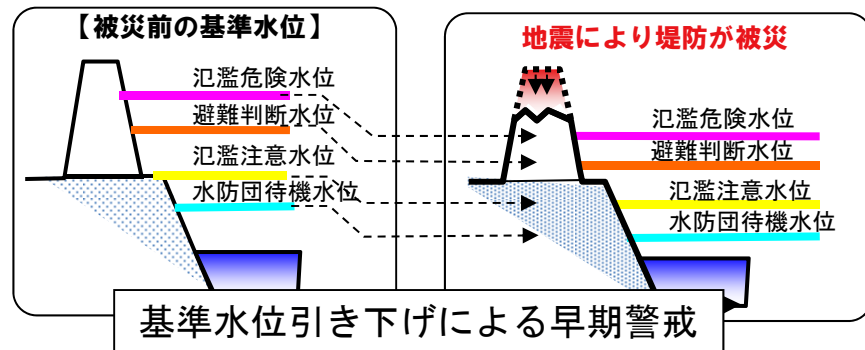 【被災前の基準水位】
氾濫危険水位
避難判断水位
氾濫注意水位
水防団待機水位
地震により堤防が被災
氾濫危険水位
避難判断水位
氾濫注意水位
水防団待機水位
基準水位引き下げによる早期警戒